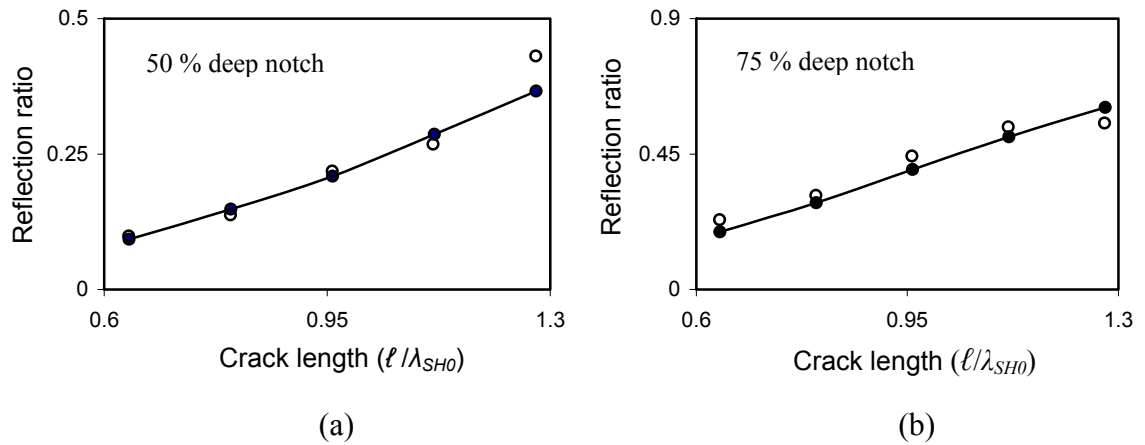 0.5
50 % deep notch
Reflection ratio
0.25
0
0.6
0.95
1.3
Crack length (ℓ /λSH0)
(a)
0.9
75 % deep notch
Reflection ratio
0.45
0
0.6
0.95
1.3
Crack length (ℓ/λSH0)
(b)